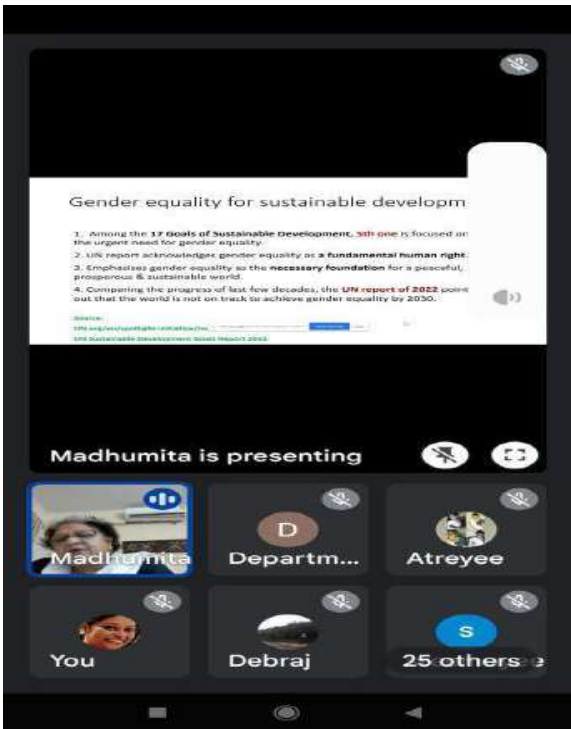 Gender equality for sustainable developm
1. Among the 17 Goals of Sustainable Development, 5th one is focused on
the urgent need for gender equality.
2. UN report acknowledges gender equality as a fundamental human right.
3. Emphasises gender equality as the necessary foundation for a peaceful,
prosperous & sustainable world.
4. Comparing the progress of last few decades, the UN report of 2022 point
out that the world is not on track to achieve gender equality by 2030.
Source:
UN Sustainable Development Goals Report 2022
Madhumita is presenting
Madhumita
D
Departm...
Atreyee
You
Debraj
S
25 others